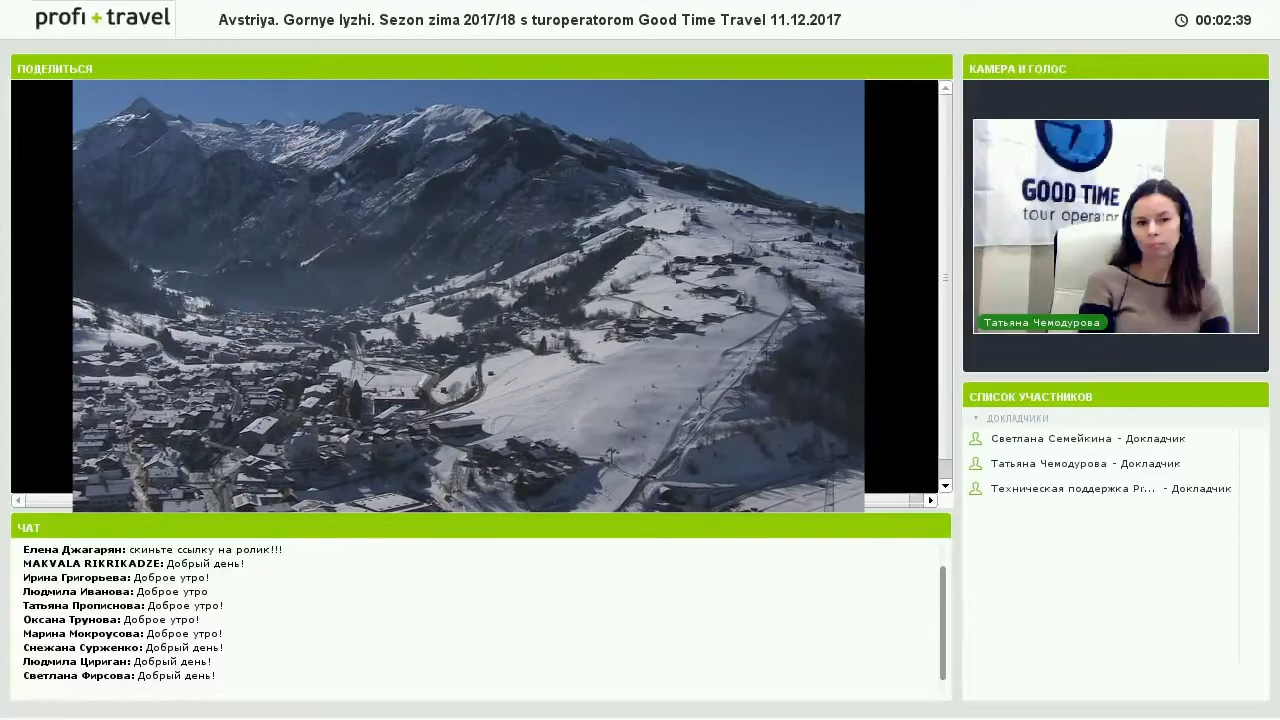 profi + travel
Avstriya. Gornye lyzhi. Sezon zima 2017/18 s turoperatorom Good Time Travel 11.12.2017
00:02:39
ПОДЕЛИТЬСЯ
КАМЕРА И ГОЛОС
GOOD TIME
tour operator
Татьяна Чемодурова
СПИСОК УЧАСТНИКОВ
ДОКЛАДЧИКИ
Светлана Семейкина - Докладчик
Татьяна Чемодурова - Докладчик
Техническая поддержка Pr... - Докладчик
ЧАТ
Елена Джагарян: скиньте ссылку на ролик!!!
MAKVALA RIKRIKADZE: Добрый день!
Ирина Григорьева: Доброе утро!
Людмила Иванова: Доброе утро
Татьяна Прописнова: Доброе утро!
Оксана Трунова: Доброе утро!
Марина Мокроусова: Доброе утро!
Снежана Сурженко: Добрый день!
Людмила Цириган: Добрый день!
Светлана Фирсова: Добрый день!